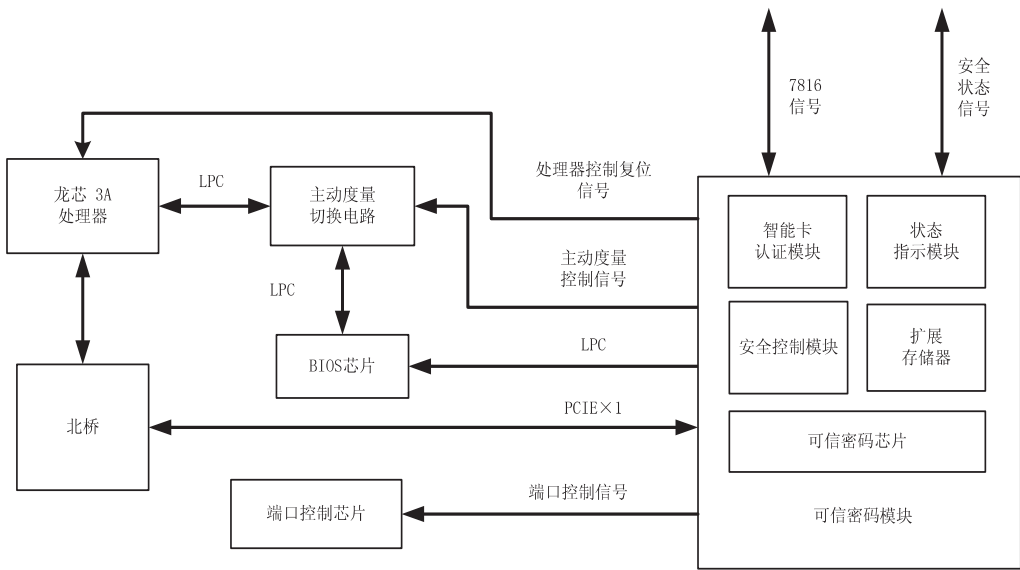 7816
信号
安全
状态
信号
龙芯 3A
处理器
LPC
主动度量
切换电路
处理器控制复位
信号
智能卡
认证模块
状态
指示模块
主动度量
控制信号
LPC
BIOS芯片
LPC
安全控制模块
扩展
存储器
北桥
PCIE×1
可信密码芯片
端口控制芯片
端口控制信号
可信密码模块